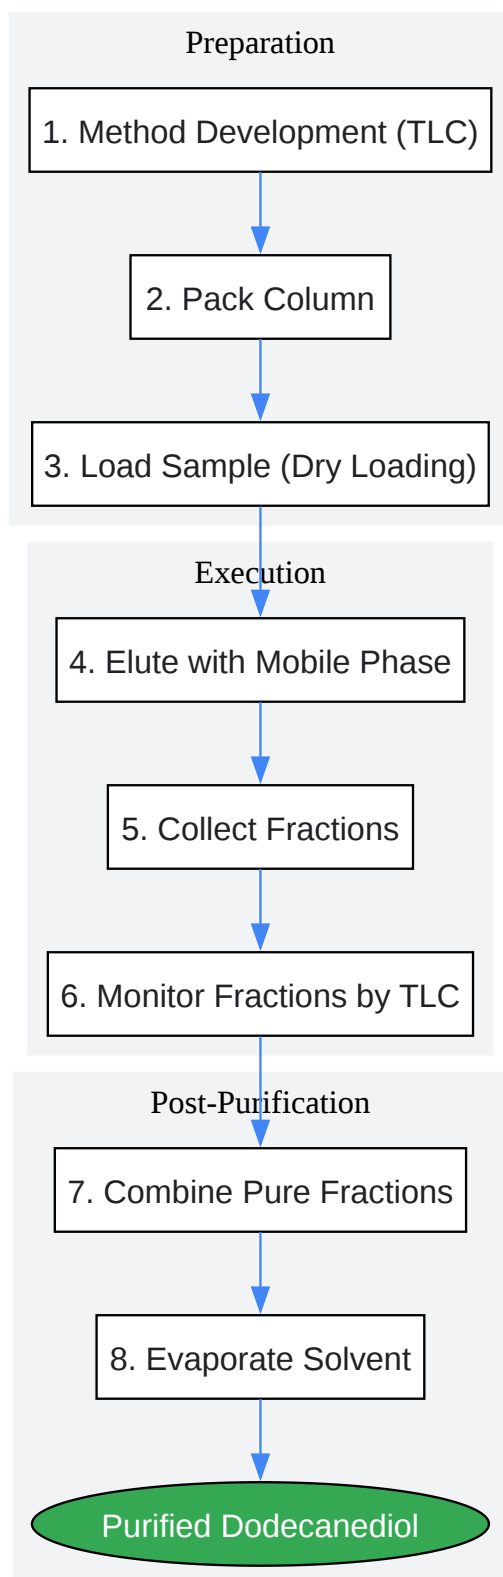 Preparation
1. Method Development (TLC)
2. Pack Column
3. Load Sample (Dry Loading)
Execution
4. Elute with Mobile Phase
5. Collect Fractions
6. Monitor Fractions by TLC
Post-Purification
7. Combine Pure Fractions
8. Evaporate Solvent
Purified Dodecanediol